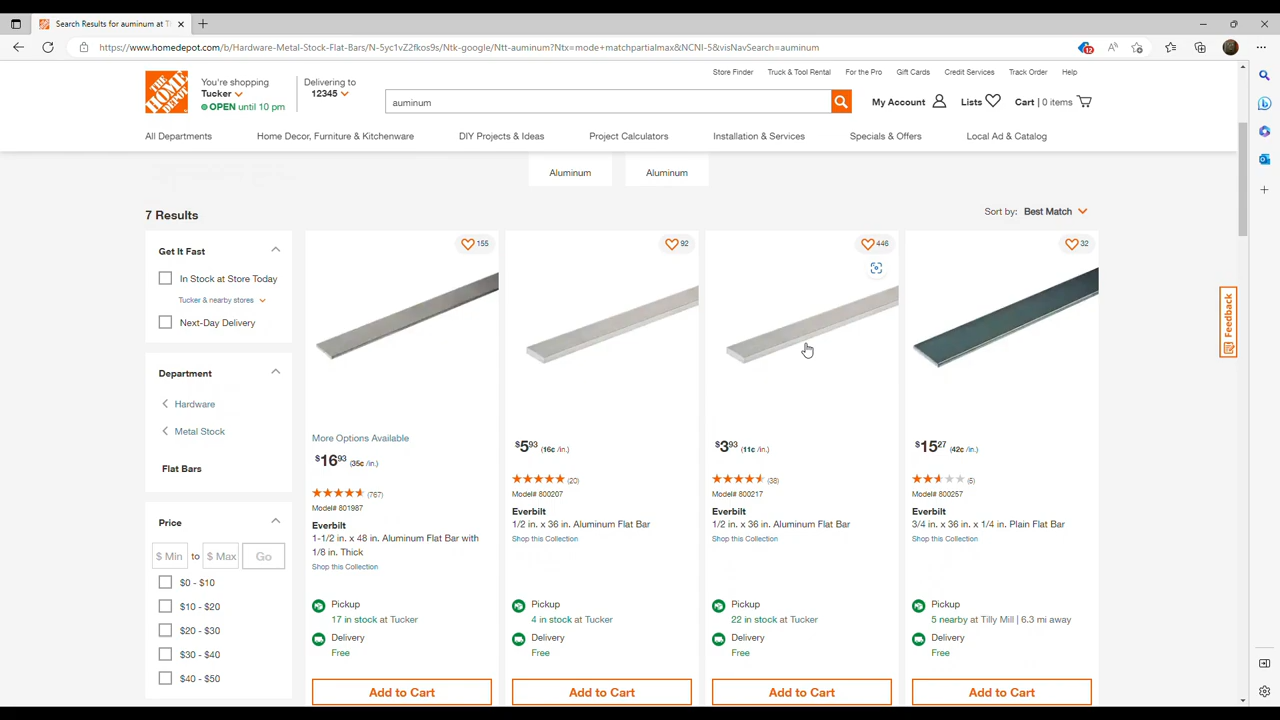 Search Results for auminum at T
https://www.homedepot.com/b/Hardware-Metal-Stock-Flat-Bars/N-5yc1vZ2fkos9s/Ntk-google/Ntt-auminum?Ntx=mode+matchpartialmax&NCNI-5&visNavSearch=auminum
12
Store Finder
Truck & Tool Rental
For the Pro
Gift Cards
Credit Services
Track Order
Help
THE HOME DEPOT
You're shopping
Tucker
OPEN until 10 pm
Delivering to
12345
auminum
My Account
Lists
Cart | 0 items
All Departments
Home Decor, Furniture & Kitchenware
DIY Projects & Ideas
Project Calculators
Installation & Services
Specials & Offers
Local Ad & Catalog
Aluminum
Aluminum
7 Results
Sort by: Best Match
Get It Fast
In Stock at Store Today
Tucker & nearby stores
Next-Day Delivery
Department
Hardware
Metal Stock
Flat Bars
Price
$ Min to $ Max Go
$0 - $10
$10 - $20
$20 - $30
$30 - $40
$40 - $50
155
More Options Available
$16 93 (35¢ /in.)
(767)
Model# 801987
Everbilt
1-1/2 in. x 48 in. Aluminum Flat Bar with
1/8 in. Thick
Shop this Collection
Pickup
17 in stock at Tucker
Delivery
Free
Add to Cart
92
$5 93 (16¢ /in.)
(20)
Model# 800207
Everbilt
1/2 in. x 36 in. Aluminum Flat Bar
Shop this Collection
Pickup
4 in stock at Tucker
Delivery
Free
Add to Cart
446
$3 93 (11¢ /in.)
(38)
Model# 800217
Everbilt
1/2 in. x 36 in. Aluminum Flat Bar
Shop this Collection
Pickup
22 in stock at Tucker
Delivery
Free
Add to Cart
32
$15 27 (42¢ /in.)
(6)
Model# 800257
Everbilt
3/4 in. x 36 in. x 1/4 in. Plain Flat Bar
Shop this Collection
Pickup
5 nearby at Tilly Mill | 6.3 mi away
Delivery
Free
Add to Cart
Feedback